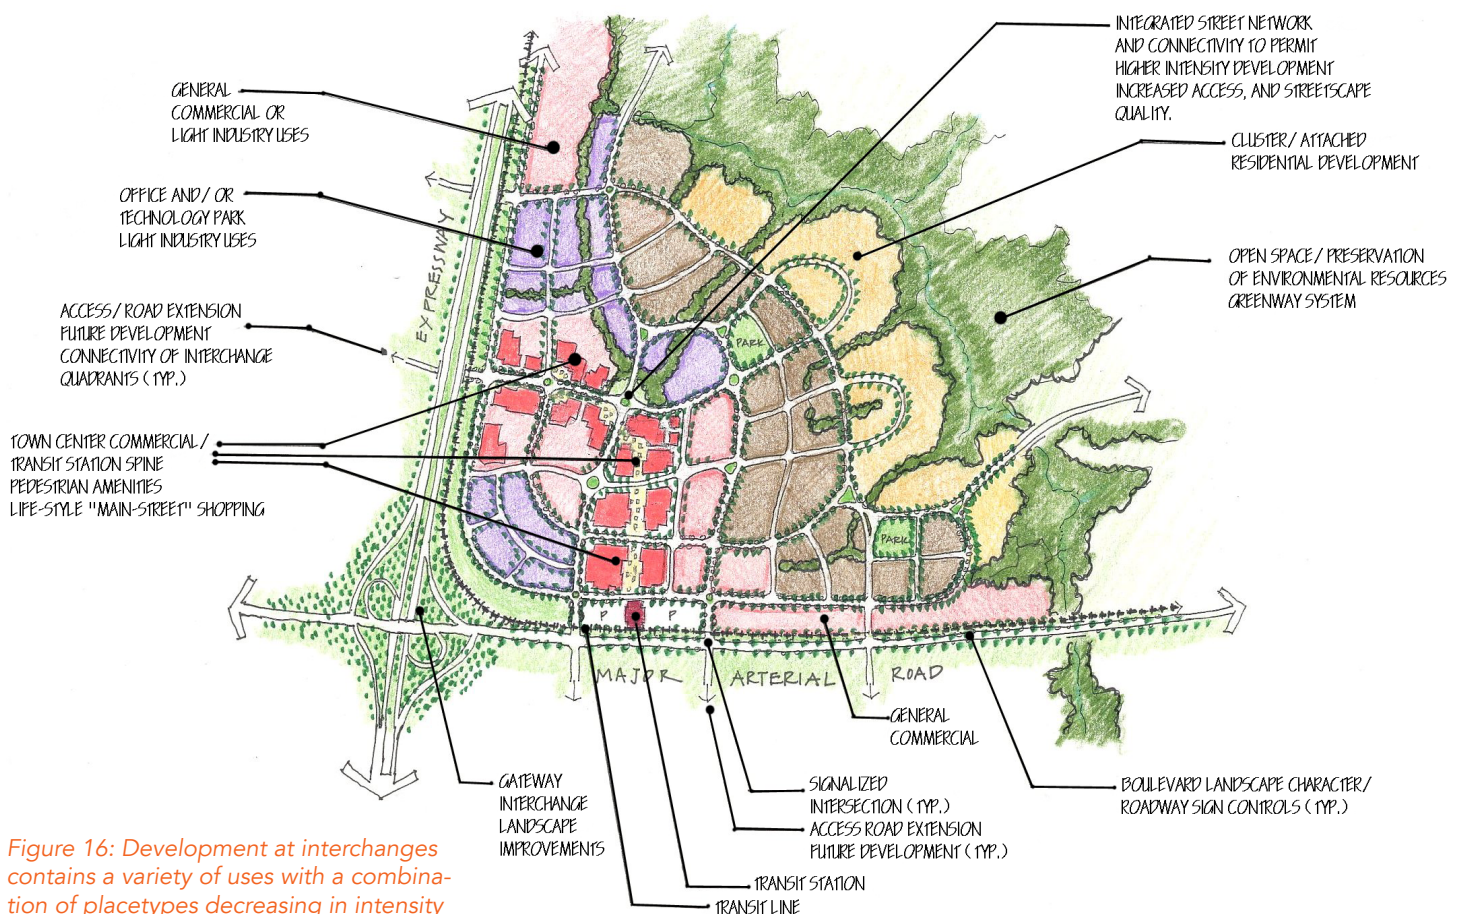 INTEGRATED STREET NETWORK
AND CONNECTIVITY TO PERMIT
HIGHER INTENSITY DEVELOPMENT
INCREASED ACCESS, AND STREETSCAPE
QUALITY.
GENERAL
COMMERCIAL OR
LIGHT INDUSTRY USES
CLUSTER/ ATTACHED
RESIDENTIAL DEVELOPMENT
OFFICE AND/ OR
TECHNOLOGY PARK
LIGHT INDUSTRY USES
OPEN SPACE/ PRESERVATION
OF ENVIRONMENTAL RESOURCES
GREENWAY SYSTEM
EXPRESSWAY
ACCESS/ ROAD EXTENSION
FUTURE DEVELOPMENT
CONNECTIVITY OF INTERCHANGE
QUADRANTS ( TYP.)
PARK
TOWN CENTER COMMERCIAL/
TRANSIT STATION SPINE
PEDESTRIAN AMENITIES
LIFE-STYLE "MAIN-STREET" SHOPPING
PARK
P
P
MAJOR ARTERIAL ROAD
GENERAL
COMMERCIAL
GATEWAY
INTERCHANGE
LANDSCAPE
IMPROVEMENTS
SIGNALIZED
INTERSECTION ( TYP.)
ACCESS ROAD EXTENSION
FUTURE DEVELOPMENT ( TYP.)
BOULEVARD LANDSCAPE CHARACTER/
ROADWAY SIGN CONTROLS ( TYP.)
TRANSIT STATION
TRANSIT LINE
Figure 16: Development at interchanges
contains a variety of uses with a combina-
tion of placetypes decreasing in intensity